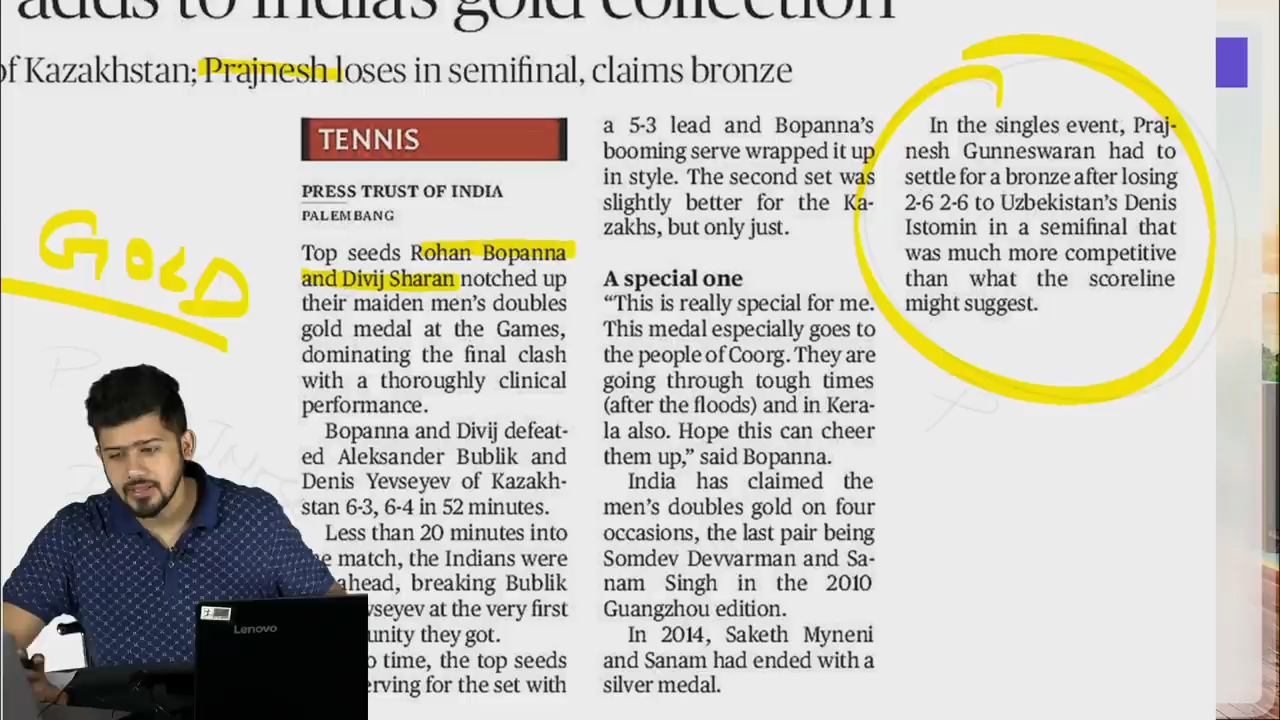 adds to India's gold collection
of Kazakhstan; Prajnesh loses in semifinal, claims bronze
TENNIS
PRESS TRUST OF INDIA
PALEMBANG
GOLD
Top seeds Rohan Bopanna
and Divij Sharan notched up
their maiden men's doubles
gold medal at the Games,
dominating the final clash
with a thoroughly clinical
performance.
Bopanna and Divij defeat-
ed Aleksander Bublik and
Denis Yevseyev of Kazakh-
stan 6-3, 6-4 in 52 minutes.
Less than 20 minutes into
match, the Indians were
ahead, breaking Bublik
at the very first
they got.
time, the top seeds
for the set with
a 5-3 lead and Bopanna's
booming serve wrapped it up
in style. The second set was
slightly better for the Ka-
zakhs, but only just.
A special one
“This is really special for me.
This medal especially goes to
the people of Coorg. They are
going through tough times
(after the floods) and in Kera-
la also. Hope this can cheer
them up,” said Bopanna.
India has claimed the
men's doubles gold on four
occasions, the last pair being
Somdev Devvarman and Sa-
nam Singh in the 2010
Guangzhou edition.
In 2014, Saketh Myneni
and Sanam had ended with a
silver medal.
In the singles event, Praj-
nesh Gunneswaran had to
settle for a bronze after losing
2-6 2-6 to Uzbekistan's Denis
Istomin in a semifinal that
was much more competitive
than what the scoreline
might suggest.
Lenovo